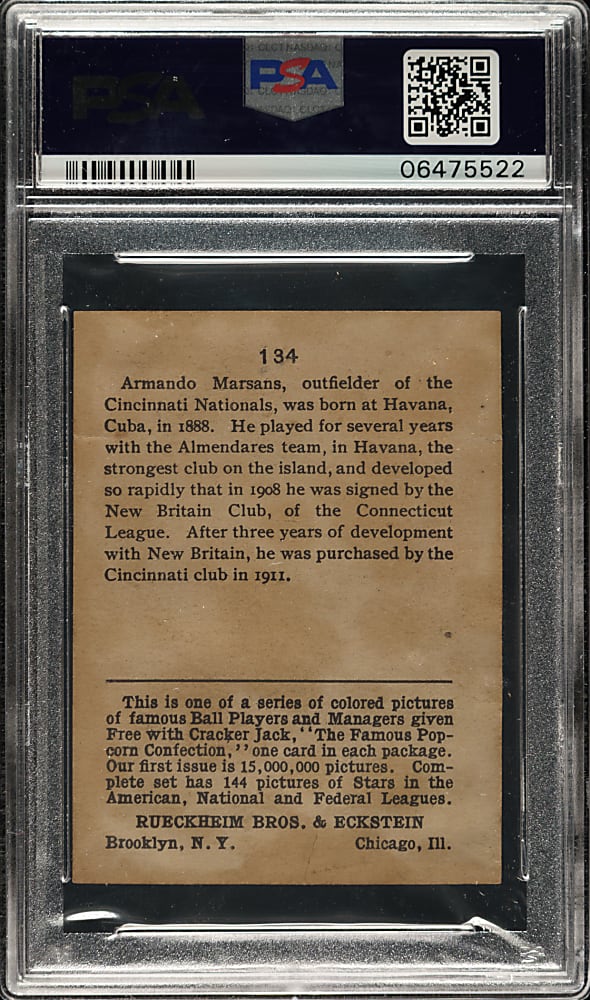 PSA
PSA
06475522
134
Armando Marsans, outfielder of the
Cincinnati Nationals, was born at Havana,
Cuba, in 1888. He played for several years
with the Almendares team, in Havana, the
strongest club on the island, and developed
so rapidly that in 1908 he was signed by the
New Britain Club, of the Connecticut
League. After three years of development
with New Britain, he was purchased by the
Cincinnati club in 1911.
This is one of a series of colored pictures
of famous Ball Players and Managers given
Free with Cracker Jack, "The Famous Pop-
corn Confection," one card in each package.
Our first issue is 15,000,000 pictures. Com-
plete set has 144 pictures of Stars in the
American, National and Federal Leagues.
RUECKHEIM BROS. & ECKSTEIN
Brooklyn, N. Y. Chicago, Ill.